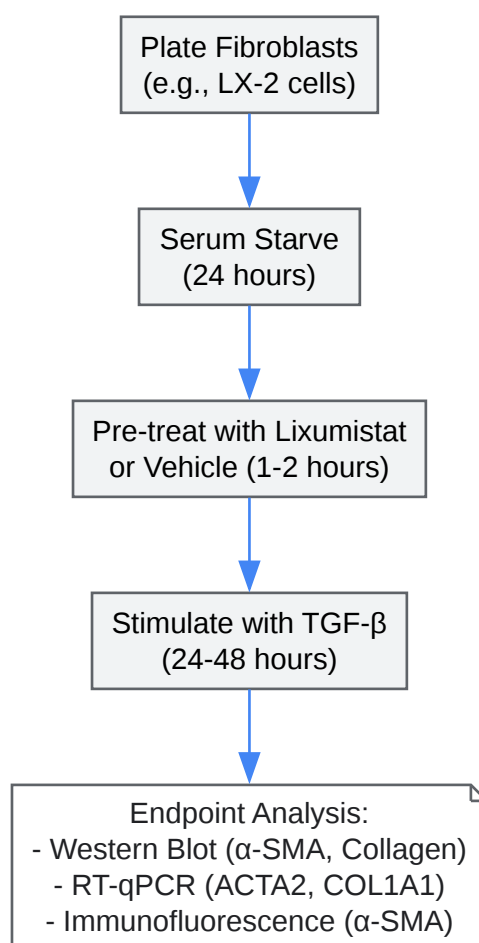 Plate Fibroblasts
(e.g., LX-2 cells)
Serum Starve
(24 hours)
Pre-treat with Lixumistat
or Vehicle (1-2 hours)
Stimulate with TGF-β
(24-48 hours)
Endpoint Analysis:
- Western Blot (α-SMA, Collagen)
- RT-qPCR (ACTA2, COL1A1)
- Immunofluorescence (α-SMA)